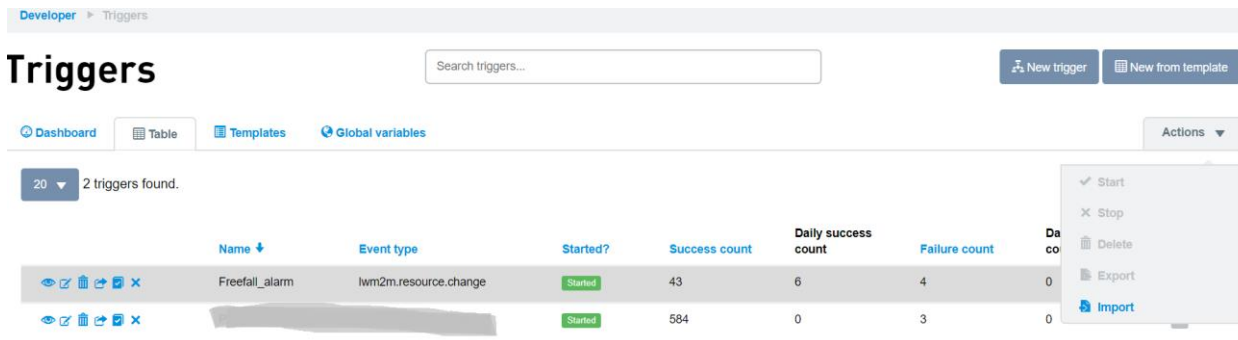 Developer Triggers
Triggers
Search triggers...
New trigger
New from template
Dashboard Table Templates Global variables
Actions
20 2 triggers found.
Start
Stop
Delete
Export
Import
Name Event type Started? Success count Daily success count Failure count
Freefall_alarm lwm2m.resource.change Started 43 6 4 0
Started 584 0 3 0